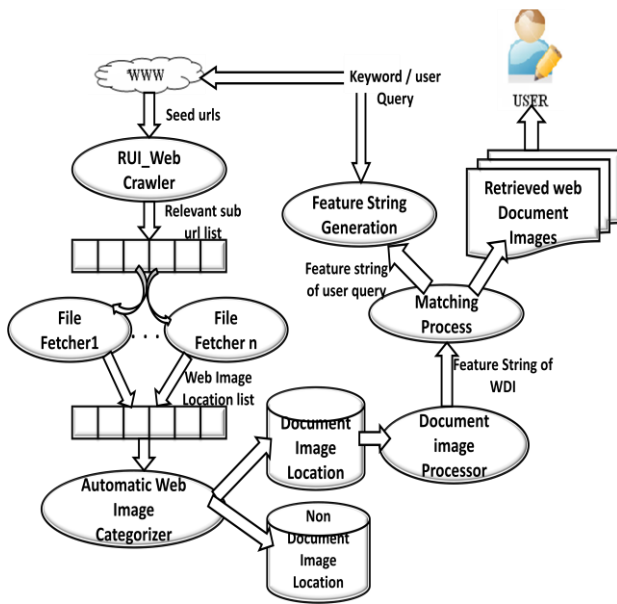 WWW
Keyword / user
Query
USER
Seed urls
RUI_Web
Crawler
Relevant sub
url list
Feature String
Generation
Retrieved web
Document
Images
Feature string
of user query
Matching
Process
File
Fetcher1
. . .
File
Fetcher n
Web Image
Location list
Feature String of
WDI
Document
Image
Location
Document
image
Processor
Automatic Web
Image
Categorizer
Non
Document
Image
Location